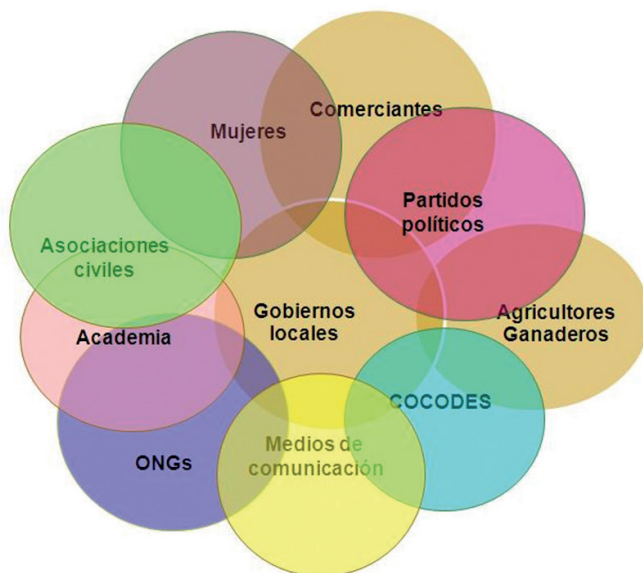 Comerciantes
Mujeres
Partidos
políticos
Asociaciones
civiles
Gobiernos
locales
Agricultores
Ganaderos
Academia
COCODES
Medios de
comunicación
ONGs